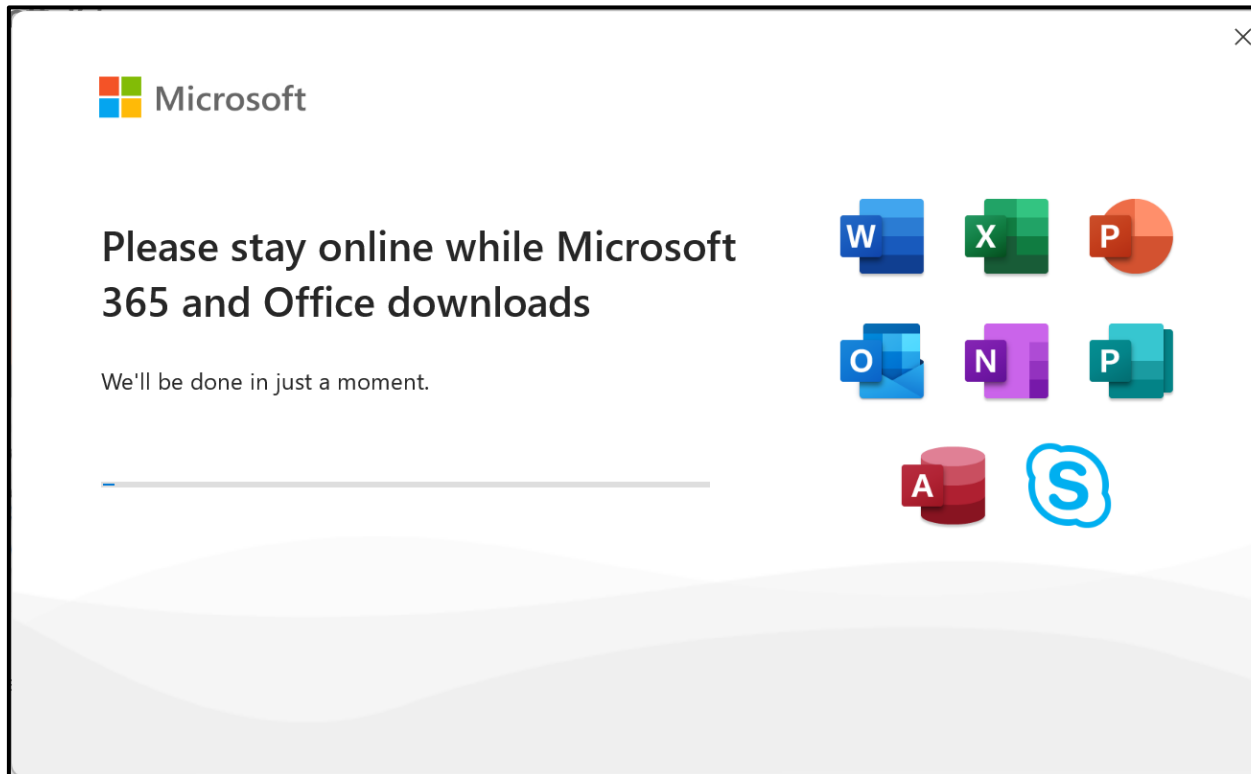 Microsoft
Please stay online while Microsoft
365 and Office downloads
We'll be done in just a moment.
W X P
O N P
A S